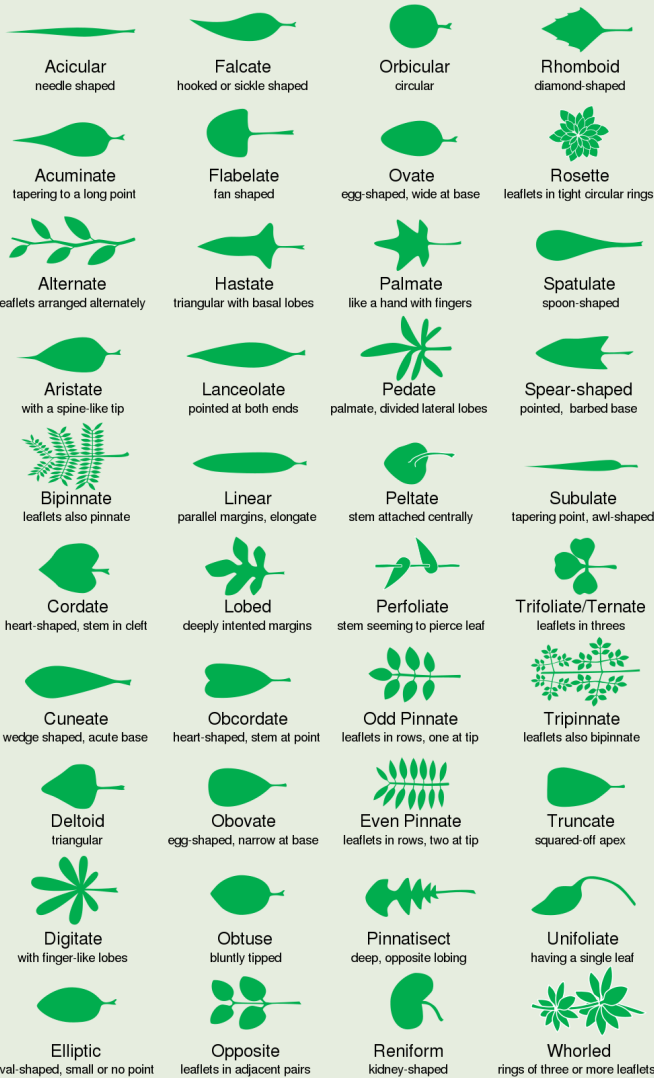 Acicular
needle shaped
Falcate
hooked or sickle shaped
Orbicular
circular
Rhomboid
diamond-shaped
Acuminate
tapering to a long point
Flabelate
fan shaped
Ovate
egg-shaped, wide at base
Rosette
leaflets in tight circular rings
Alternate
eaflets arranged alternately
Hastate
triangular with basal lobes
Palmate
like a hand with fingers
Spatulate
spoon-shaped
Aristate
with a spine-like tip
Lanceolate
pointed at both ends
Pedate
palmate, divided lateral lobes
Spear-shaped
pointed, barbed base
Bipinnate
leaflets also pinnate
Linear
parallel margins, elongate
Peltate
stem attached centrally
Subulate
tapering point, awl-shaped
Cordate
heart-shaped, stem in cleft
Lobed
deeply intented margins
Perfoliate
stem seeming to pierce leaf
Trifoliate/Ternate
leaflets in threes
Cuneate
wedge shaped, acute base
Obcordate
heart-shaped, stem at point
Odd Pinnate
leaflets in rows, one at tip
Tripinnate
leaflets also bipinnate
Deltoid
triangular
Obovate
egg-shaped, narrow at base
Even Pinnate
leaflets in rows, two at tip
Truncate
squared-off apex
Digitate
with finger-like lobes
Obtuse
bluntly tipped
Pinnatisect
deep, opposite lobing
Unifoliate
having a single leaf
Elliptic
val-shaped, small or no point
Opposite
leaflets in adjacent pairs
Reniform
kidney-shaped
Whorled
rings of three or more leaflets